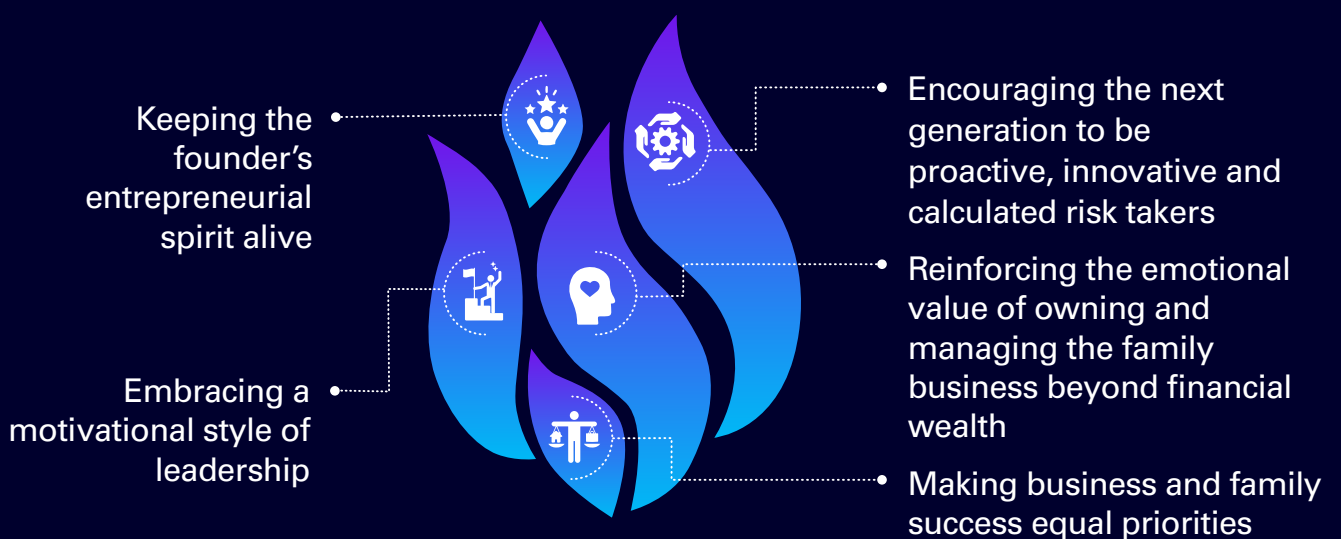 Keeping the
founder’s
entrepreneurial
spirit alive
Embracing a
motivational style of
leadership
Encouraging the next
generation to be
proactive, innovative and
calculated risk takers
Reinforcing the emotional
value of owning and
managing the family
business beyond financial
wealth
Making business and family
success equal priorities